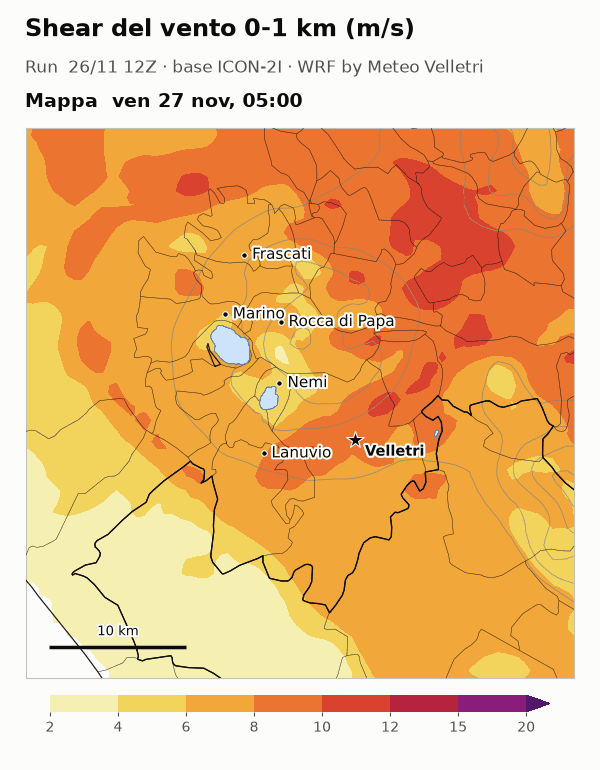 Shear del vento 0-1 km (m/s)
Run  26/11 12Z · base ICON-2I · WRF by Meteo Velletri
Mappa  ven 27 nov, 05:00
Frascati
Marino
Rocca di Papa
Nemi
Velletri
Lanuvio
10 km
2 4 6 8 10 12 15 20